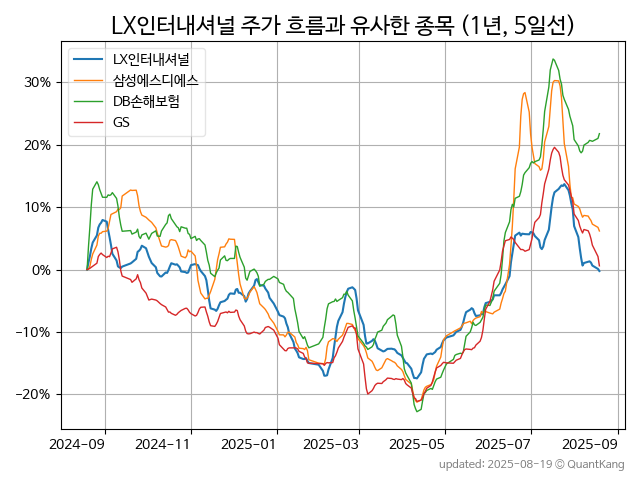 LX인터내셔널 주가 흐름과 유사한 종목 (1년, 5일선)
LX인터내셔널
삼성에스디에스
DB손해보험
GS
30%
20%
10%
0%
−10%
−20%
2024-09 2024-11 2025-01 2025-03 2025-05 2025-07 2025-09
updated: 2025-08-19 © QuantKang